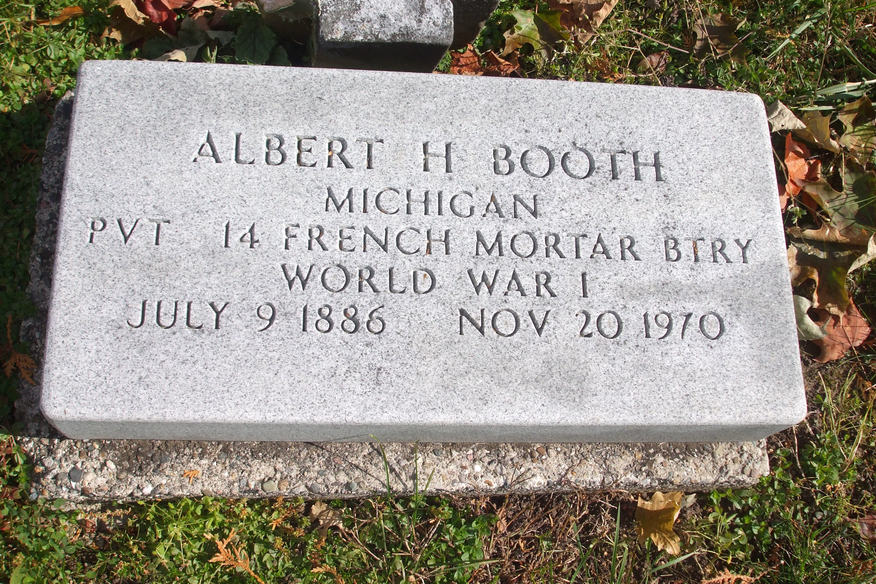 ALBERT H BOOTH
MICHIGAN
PVT 14 FRENCH MORTAR BTRY
WORLD WAR I
JULY 9 1886 NOV 20 1970